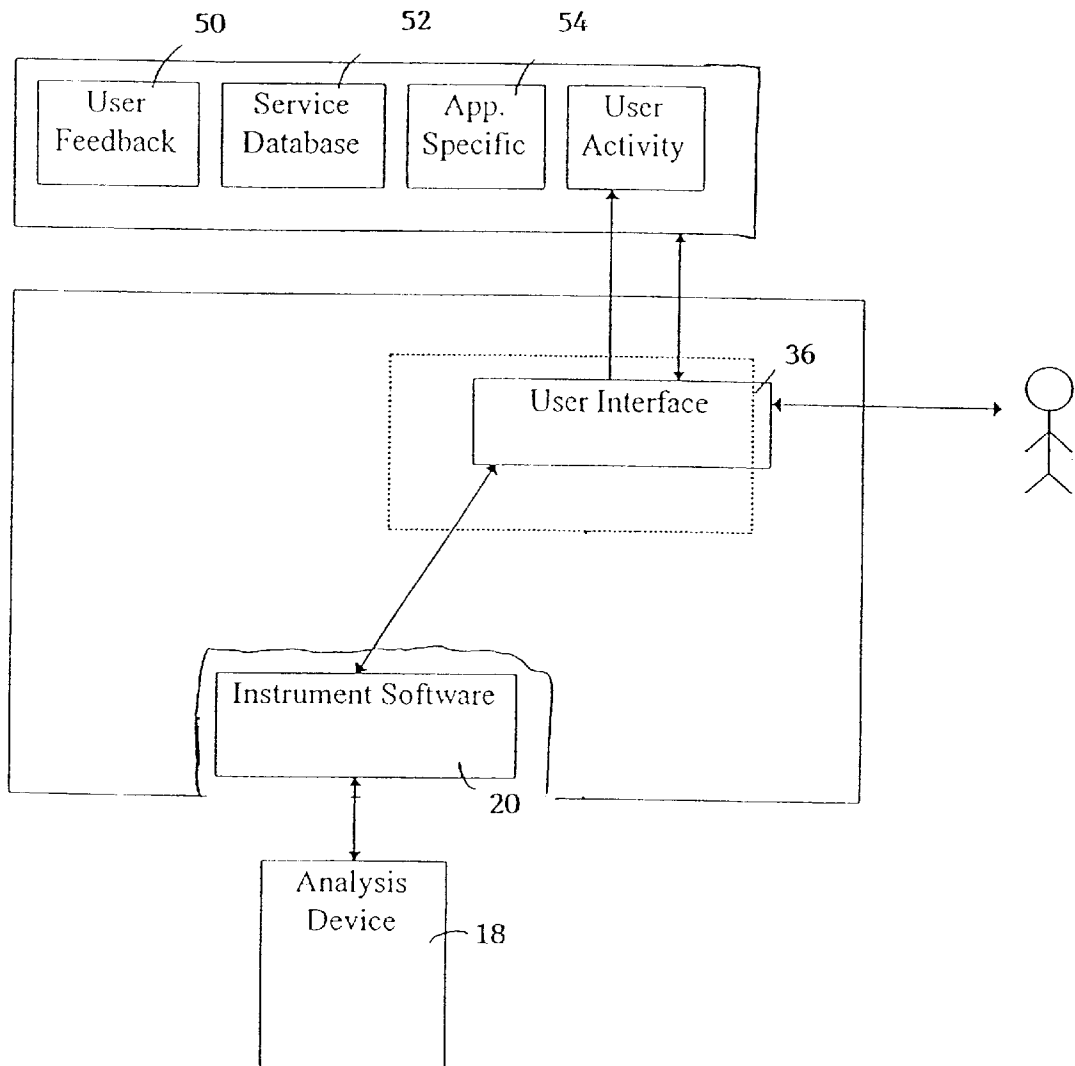 50
52
54
User
Feedback
Service
Database
App.
Specific
User
Activity
36
User Interface
Instrument Software
20
Analysis
Device
18